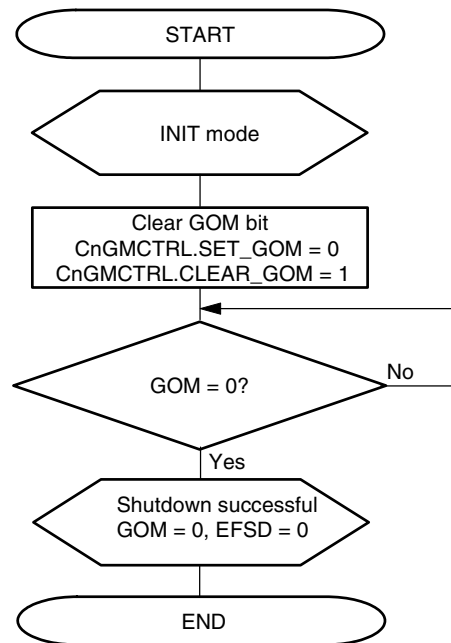 START
INIT mode
Clear GOM bit
CnGMCTRL.SET_GOM = 0
CnGMCTRL.CLEAR_GOM = 1
GOM = 0?
No
Yes
Shutdown successful
GOM = 0, EFSD = 0
END